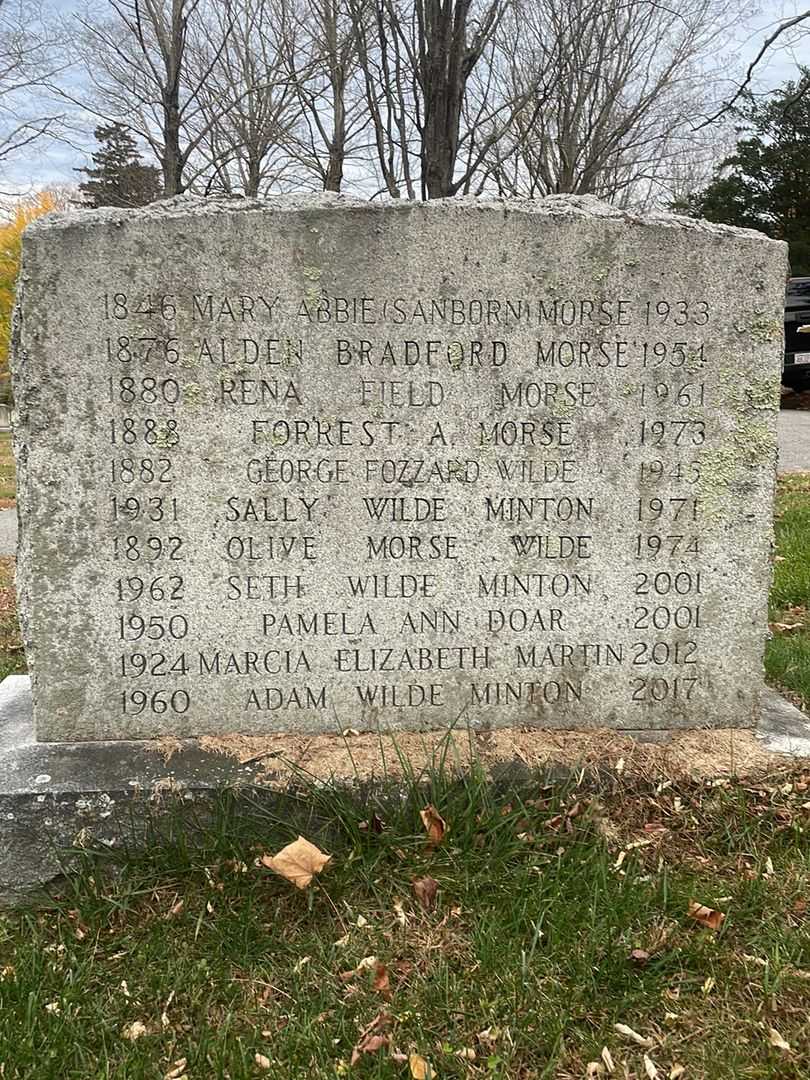 1846 MARY ABBIE (SANBORN) MORSE 1933
1876 ALDEN BRADFORD MORSE 1954
1880 RENA FIELD MORSE 1961
1888 FORREST A. MORSE 1973
1882 GEORGE FOZZARD WILDE 1945
1931 SALLY WILDE MINTON 1971
1892 OLIVE MORSE WILDE 1974
1962 SETH WILDE MINTON 2001
1950 PAMELA ANN DOAR 2001
1924 MARCIA ELIZABETH MARTIN 2012
1960 ADAM WILDE MINTON 2017